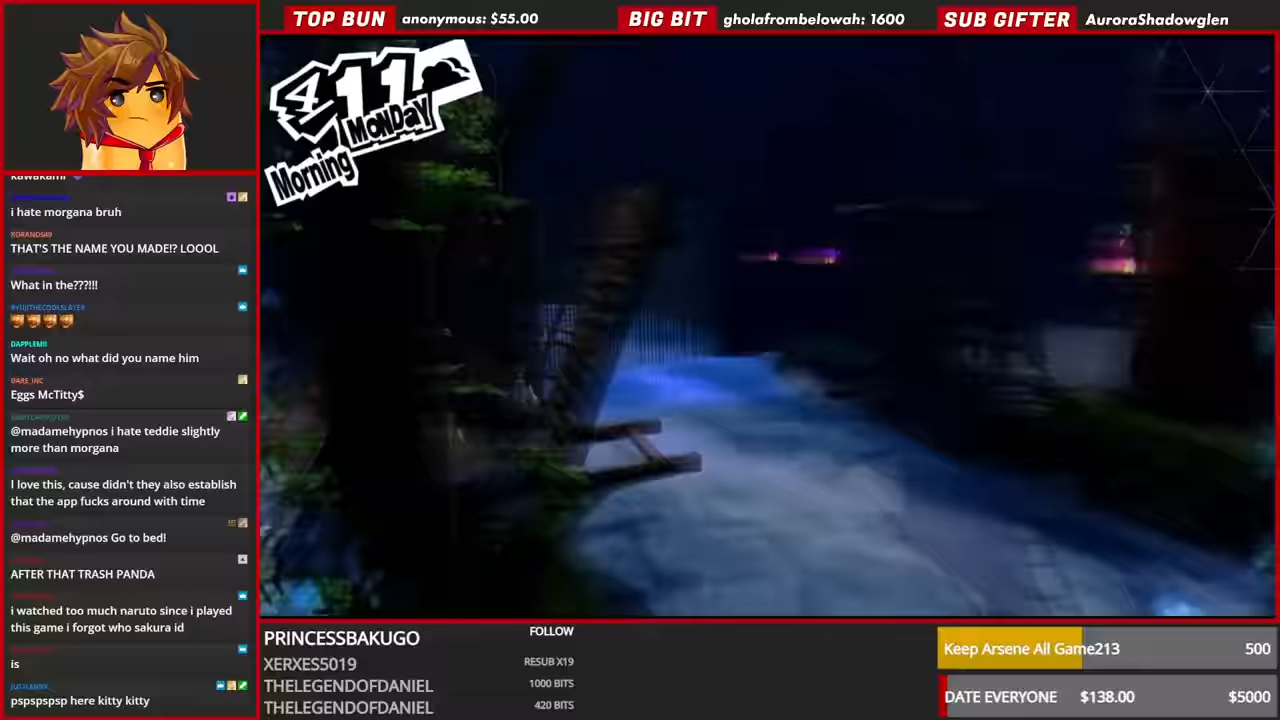 TOP BUN anonymous: $55.00 BIG BIT gholafrombelowah: 1600 SUB GIFTER AuroraShadowglen
4/11
MONDAY
Morning
kawakami
i hate morgana bruh
KORANDS49
THAT'S THE NAME YOU MADE!? LOOOL
What in the???!!!
#YUJITHECOOLSLAYER
DAPPLEMII
Wait oh no what did you name him
DARE_INC
Eggs McTitty$
@madamehypnos i hate teddie slightly
more than morgana
I love this, cause didn't they also establish
that the app fucks around with time
@madamehypnos Go to bed!
AFTER THAT TRASH PANDA
i watched too much naruto since i played
this game i forgot who sakura id
is
pspspspsp here kitty kitty
PRINCESSBAKUGO FOLLOW
XERXES5019 RESUB X19
THELEGENDOFDANIEL 1000 BITS
THELEGENDOFDANIEL 420 BITS
Keep Arsene All Game213 500
DATE EVERYONE $138.00 $5000